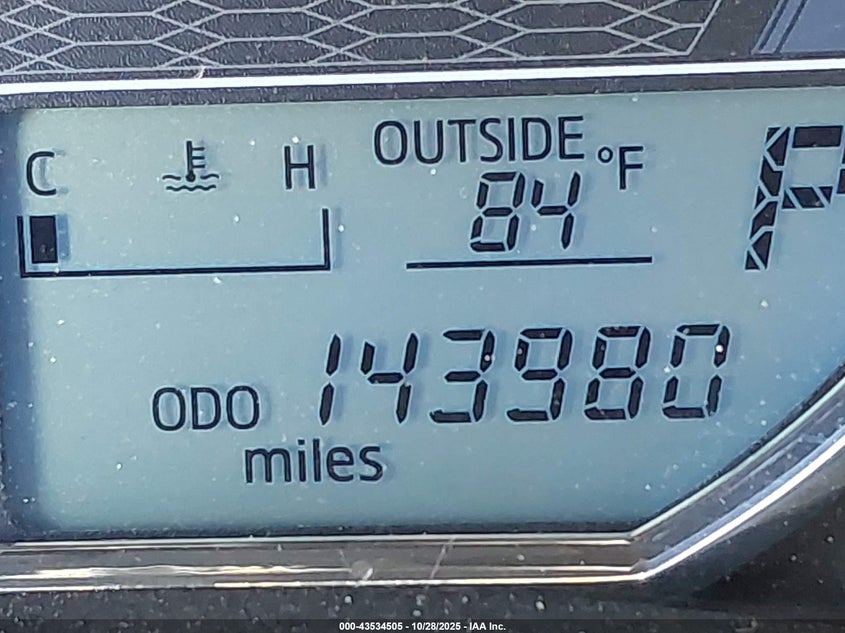 C H
OUTSIDE
84 °F
P
ODO 143980
miles
000-43534505 - 10/28/2025 - IAA Inc.